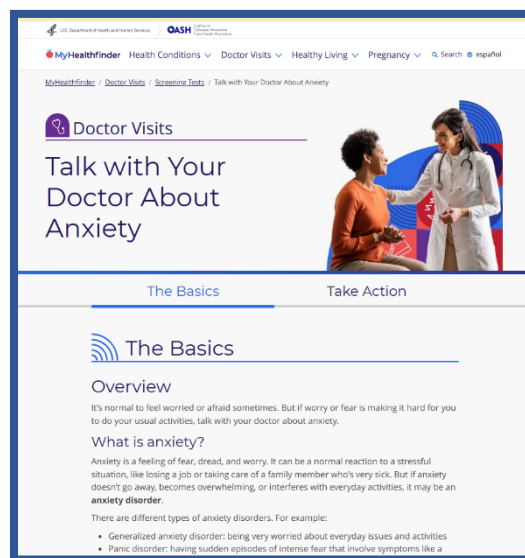 U.S. Department of Health and Human Services OASH Office of Disease Prevention and Health Promotion
MyHealthfinder Health Conditions Doctor Visits Healthy Living Pregnancy Search español
MyHealthfinder / Doctor Visits / Screening Tests / Talk with Your Doctor About Anxiety
Doctor Visits
Talk with Your
Doctor About
Anxiety
The Basics Take Action
The Basics
Overview
It's normal to feel worried or afraid sometimes. But if worry or fear is making it hard for you
to do your usual activities, talk with your doctor about anxiety.
What is anxiety?
Anxiety is a feeling of fear, dread, and worry. It can be a normal reaction to a stressful
situation, like losing a job or taking care of a family member who's very sick. But if anxiety
doesn't go away, becomes overwhelming, or interferes with everyday activities, it may be an
anxiety disorder.
There are different types of anxiety disorders. For example:
• Generalized anxiety disorder: being very worried about everyday issues and activities
• Panic disorder: having sudden episodes of intense fear that involve symptoms like a